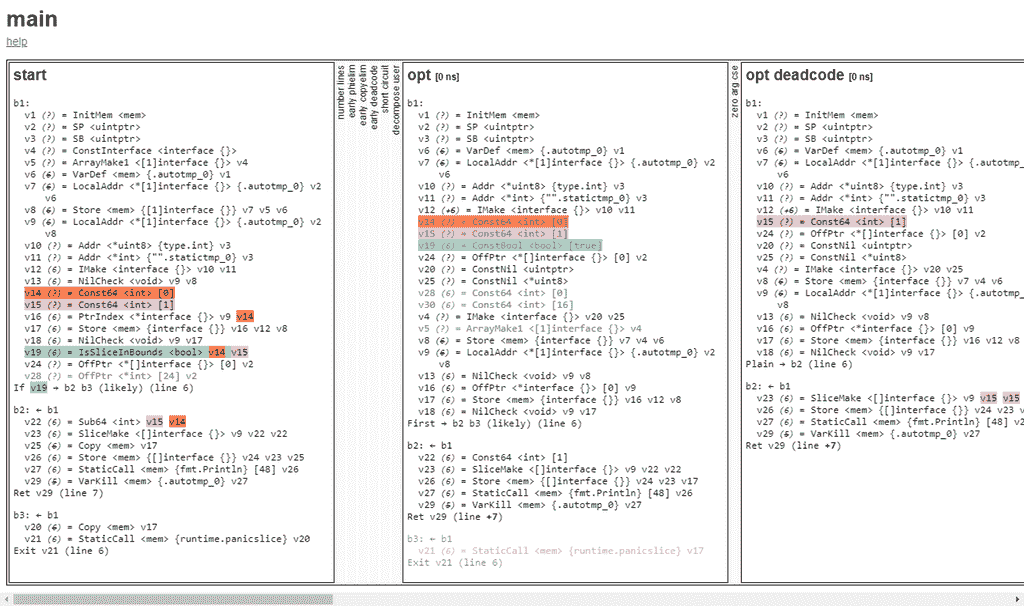 main
help
start
b1:
v1 (?) = InitMem <mem>
v2 (?) = SP <uintptr>
v3 (?) = SB <uintptr>
v4 (?) = ConstInterface <interface {}>
v5 (?) = ArrayMake1 <[1]interface {}> v4
v6 (6) = VarDef <mem> {.autotmp_0} v1
v7 (6) = LocalAddr <*[1]interface {}> {.autotmp_0} v2
v6
v8 (6) = Store <mem> {[1]interface {}} v7 v5 v6
v9 (6) = LocalAddr <*[1]interface {}> {.autotmp_0} v2
v8
v10 (?) = Addr <*uint8> {type.int} v3
v11 (?) = Addr <*int> {"".statictmp_0} v3
v12 (6) = IMake <interface {}> v10 v11
v13 (6) = NilCheck <void> v9 v8
v14 (?) = Const64 <int> [0]
v15 (?) = Const64 <int> [1]
v16 (6) = PtrIndex <*interface {}> v9 v14
v17 (6) = Store <mem> {interface {}} v16 v12 v8
v18 (6) = NilCheck <void> v9 v17
v19 (6) = IsSliceInBounds <bool> v14 v15
v24 (?) = OffPtr <*[]interface {}> [0] v2
v28 (?) = OffPtr <*int> [24] v2
If v19 → b2 b3 (likely) (line 6)
b2: ← b1
v22 (6) = Sub64 <int> v15 v14
v23 (6) = SliceMake <[]interface {}> v9 v22 v22
v25 (6) = Copy <mem> v17
v26 (6) = Store <mem> {[]interface {}} v24 v23 v25
v27 (6) = StaticCall <mem> {fmt.Println} [48] v26
v29 (6) = VarKill <mem> {.autotmp_0} v27
Ret v29 (line 7)
b3: ← b1
v20 (6) = Copy <mem> v17
v21 (6) = StaticCall <mem> {runtime.panicslice} v20
Exit v21 (line 6)
number lines
early phielim
early copyelim
early deadcode
short circuit
decompose user
opt [0 ns]
b1:
v1 (?) = InitMem <mem>
v2 (?) = SP <uintptr>
v3 (?) = SB <uintptr>
v6 (6) = VarDef <mem> {.autotmp_0} v1
v7 (6) = LocalAddr <*[1]interface {}> {.autotmp_0} v2
v6
v10 (?) = Addr <*uint8> {type.int} v3
v11 (?) = Addr <*int> {"".statictmp_0} v3
v12 (+6) = IMake <interface {}> v10 v11
v14 (?) = Const64 <int> [0]
v15 (?) = Const64 <int> [1]
v19 (6) = ConstBool <bool> [true]
v24 (?) = OffPtr <*[]interface {}> [0] v2
v20 (?) = ConstNil <uintptr>
v25 (?) = ConstNil <*uint8>
v28 (6) = Const64 <int> [0]
v30 (6) = Const64 <int> [16]
v4 (?) = IMake <interface {}> v20 v25
v5 (?) = ArrayMake1 <[1]interface {}> v4
v8 (6) = Store <mem> {interface {}} v7 v4 v6
v9 (6) = LocalAddr <*[1]interface {}> {.autotmp_0} v2
v8
v13 (6) = NilCheck <void> v9 v8
v16 (6) = OffPtr <*interface {}> [0] v9
v17 (6) = Store <mem> {interface {}} v16 v12 v8
v18 (6) = NilCheck <void> v9 v17
First → b2 b3 (likely) (line 6)
b2: ← b1
v22 (6) = Const64 <int> [1]
v23 (6) = SliceMake <[]interface {}> v9 v22 v22
v26 (6) = Store <mem> {[]interface {}} v24 v23 v17
v27 (6) = StaticCall <mem> {fmt.Println} [48] v26
v29 (6) = VarKill <mem> {.autotmp_0} v27
Ret v29 (line +7)
b3: ← b1
v21 (6) = StaticCall <mem> {runtime.panicslice} v17
Exit v21 (line 6)
zero arg cse
opt deadcode [0 ns]
b1:
v1 (?) = InitMem <mem>
v2 (?) = SP <uintptr>
v3 (?) = SB <uintptr>
v6 (6) = VarDef <mem> {.autotmp_0} v1
v7 (6) = LocalAddr <*[1]interface {}> {.autotmp_0}
v6
v10 (?) = Addr <*uint8> {type.int} v3
v11 (?) = Addr <*int> {"".statictmp_0} v3
v12 (+6) = IMake <interface {}> v10 v11
v15 (?) = Const64 <int> [1]
v24 (?) = OffPtr <*[]interface {}> [0] v2
v20 (?) = ConstNil <uintptr>
v25 (?) = ConstNil <*uint8>
v4 (?) = IMake <interface {}> v20 v25
v8 (6) = Store <mem> {interface {}} v7 v4 v6
v9 (6) = LocalAddr <*[1]interface {}> {.autotmp_0}
v8
v13 (6) = NilCheck <void> v9 v8
v16 (6) = OffPtr <*interface {}> [0] v9
v17 (6) = Store <mem> {interface {}} v16 v12 v8
v18 (6) = NilCheck <void> v9 v17
Plain → b2 (line 6)
b2: ← b1
v23 (6) = SliceMake <[]interface {}> v9 v15 v15
v26 (6) = Store <mem> {[]interface {}} v24 v23
v27 (6) = StaticCall <mem> {fmt.Println} [48]
v29 (6) = VarKill <mem> {.autotmp_0} v27
Ret v29 (line +7)